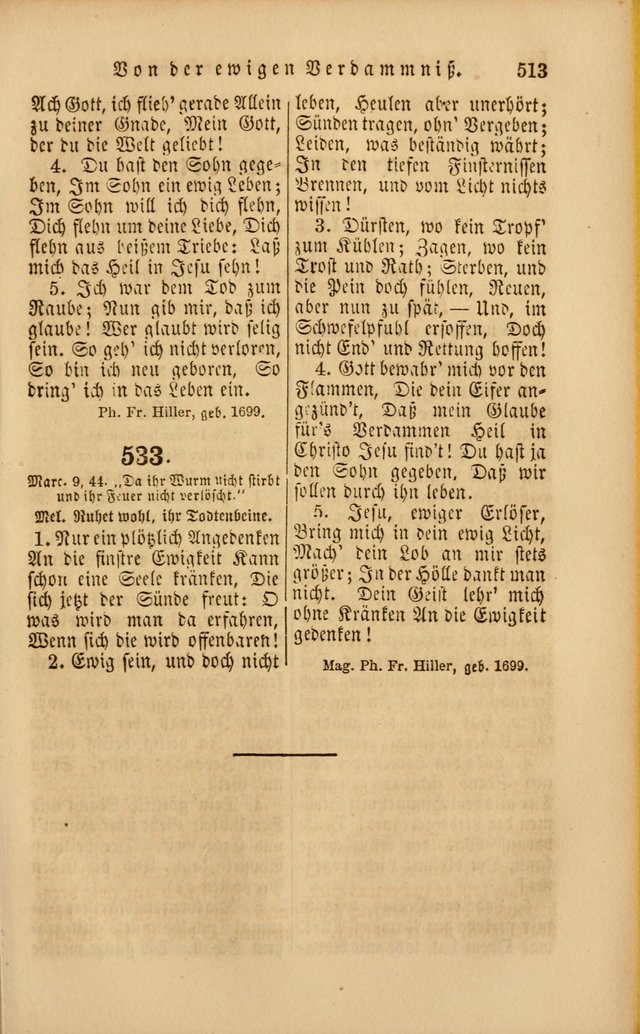 Von der ewigen Verdammniß. 513
Ach Gott, ich flieh' gerade Allein
zu deiner Gnade, Mein Gott,
der du die Welt geliebt!
4. Du hast den Sohn gege-
ben, Im Sohn ein ewig Leben;
Im Sohn will ich dich flehn,
Dich flehn um deine Liebe, Dich
flehn aus heißem Triebe: Laß
mich das Heil in Jesu sehn!
5. Ich war dem Tod zum
Raube; Nun gib mir, daß ich
glaube! Wer glaubt wird selig
sein. So geh' ich nicht verloren,
So bin ich neu geboren, So
bring' ich in das Leben ein.
Ph. Fr. Hiller, geb. 1699.
533.
Marc. 9, 44. „Da ihr Wurm nicht stirbt
und ihr Feuer nicht verlöscht."
Mel. Ruhet wohl, ihr Todtenbeine.
1. Nur ein plötzlich Angedenken
An die finstre Ewigkeit Kann
schon eine Seele kränken, Die
sich jetzt der Sünde freut: O
was wird man da erfahren,
Wenn sich die wird offenbaren!
2. Ewig sein, und doch nicht
leben, Heulen aber unerhört;
Sünden tragen, ohn' Vergeben;
Leiden, was beständig währt;
In den tiefen Finsternissen
Brennen, und vom Licht nichts
wissen!
3. Dürsten, wo kein Tropf'
zum Kühlen; Zagen, wo kein
Trost und Rath; Sterben, und
die Pein doch fühlen, Reuen,
aber nun zu spät, — Und, im
Schwefelpfuhl ersoffen, Doch
nicht End' und Rettung hoffen!
4. Gott bewahr' mich vor den
Flammen, Die dein Eifer an-
gezünd't, Daß mein Glaube
für's Verdammen Heil in
Christo Jesu find't! Du hast ja
den Sohn gegeben, Daß wir
sollen durch ihn leben.
5. Jesu, ewiger Erlöser,
Bring mich in dein ewig Licht,
Mach' dein Lob an mir stets
größer; In der Hölle dankt man
nicht. Dein Geist lehr' mich
ohne Kränken An die Ewigkeit
gedenken!
Mag. Ph. Fr. Hiller, geb. 1699.